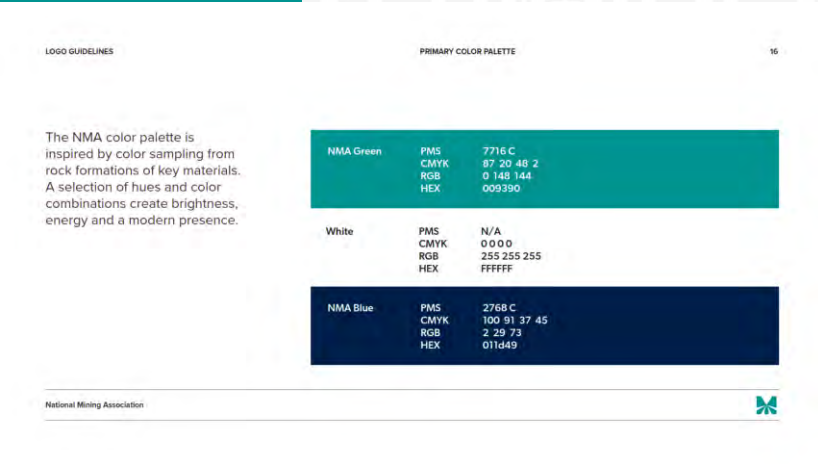 LOGO GUIDELINES
PRIMARY COLOR PALETTE
16
The NMA color palette is
inspired by color sampling from
rock formations of key materials.
A selection of hues and color
combinations create brightness,
energy and a modern presence.
NMA Green PMS 7716 C
CMYK 87 20 48 2
RGB 0 148 144
HEX 009390
White PMS N/A
CMYK 0 0 0 0
RGB 255 255 255
HEX FFFFFF
NMA Blue PMS 2768 C
CMYK 100 91 37 45
RGB 2 29 73
HEX 011d49
National Mining Association